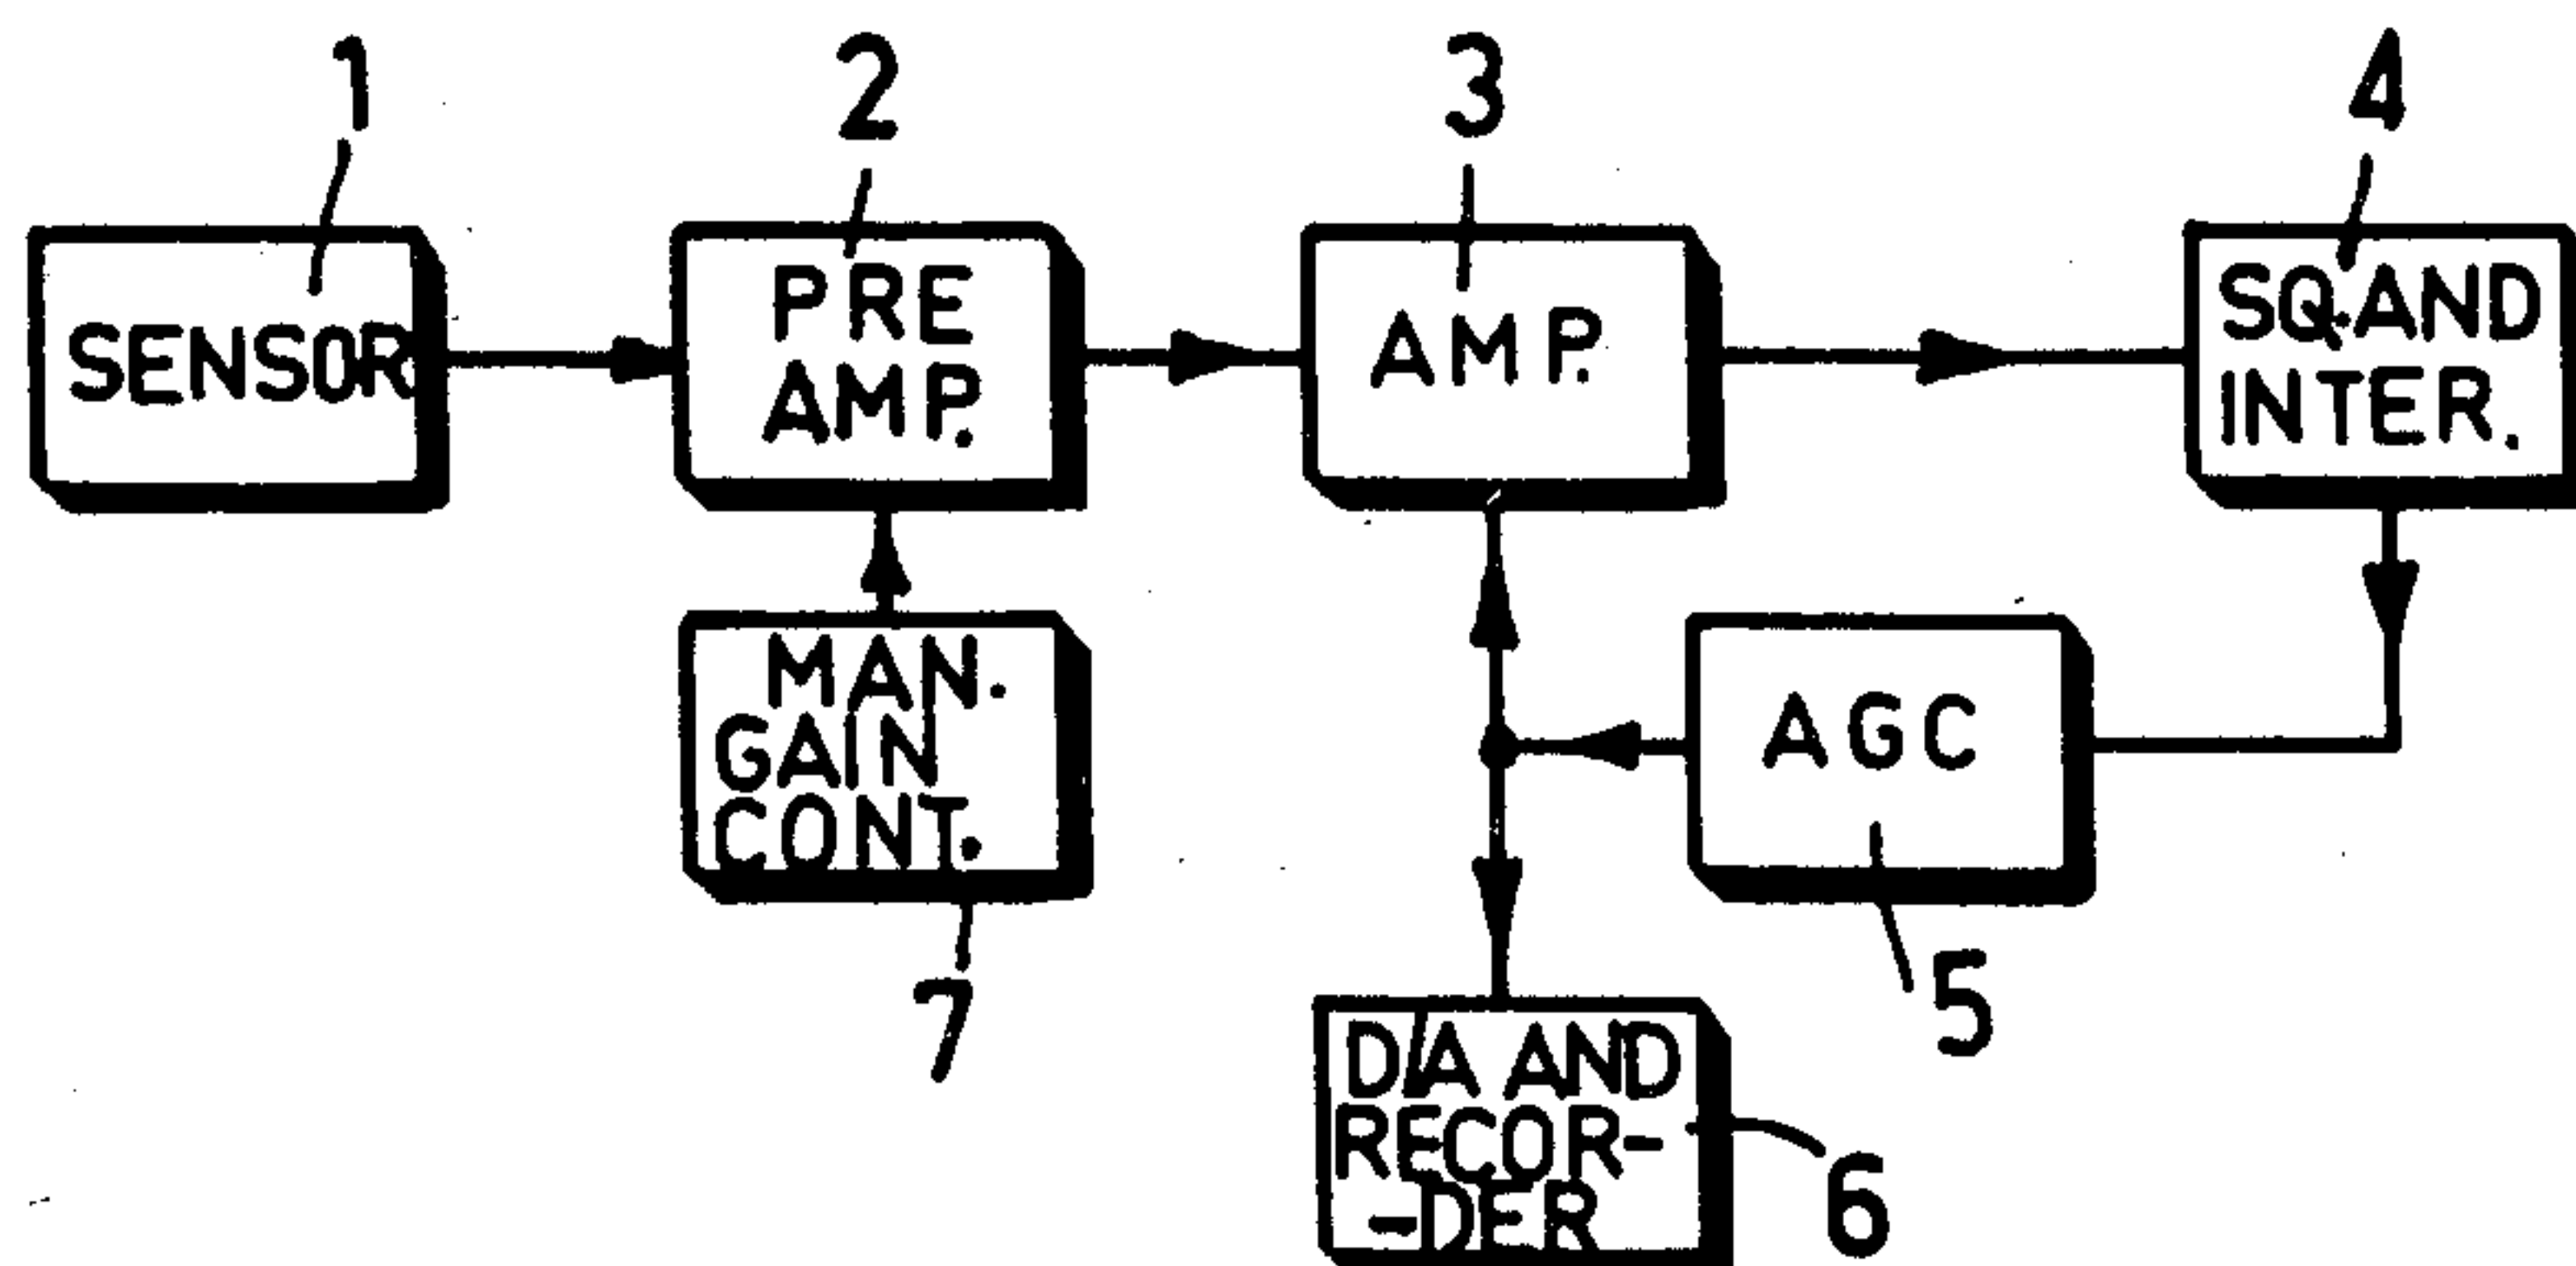 1
2
3
4
SENSOR
PRE
AMP.
AMP.
SQ.AND
INTER.
MAN.
GAIN
CONT.
AGC
7
5
D/A AND
RECOR-
-DER
6